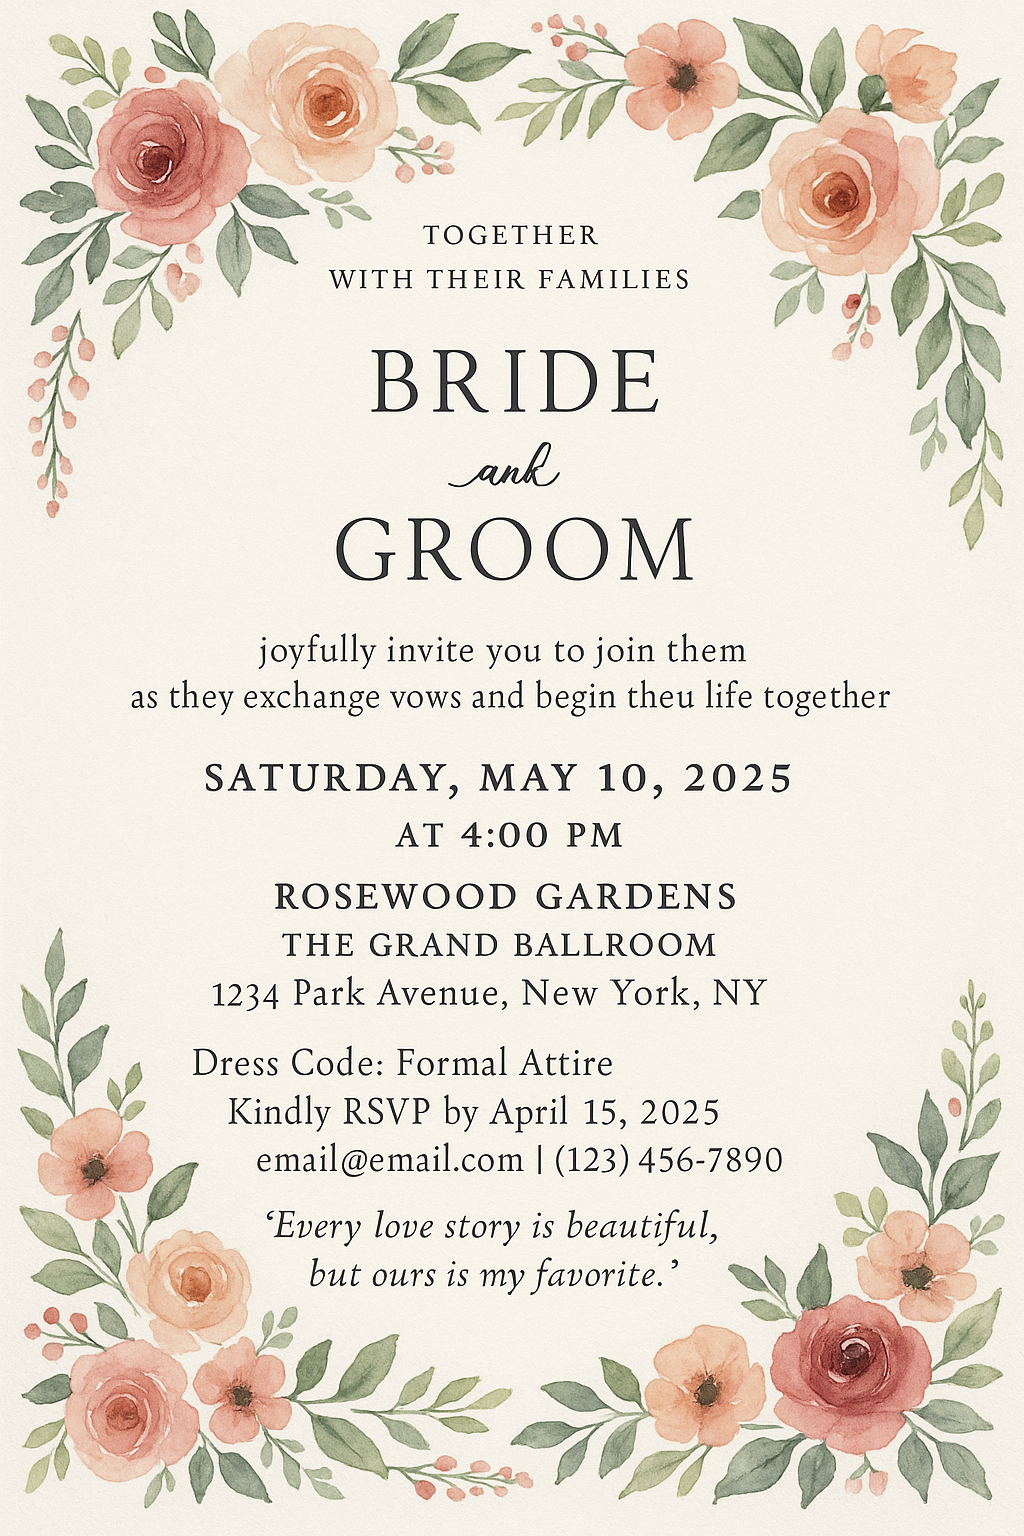 TOGETHER
WITH THEIR FAMILIES
BRIDE
and
GROOM
joyfully invite you to join them
as they exchange vows and begin theu life together
SATURDAY, MAY 10, 2025
AT 4:00 PM
ROSEWOOD GARDENS
THE GRAND BALLROOM
1234 Park Avenue, New York, NY
Dress Code: Formal Attire
Kindly RSVP by April 15, 2025
email@email.com | (123) 456-7890
‘Every love story is beautiful,
but ours is my favorite.’